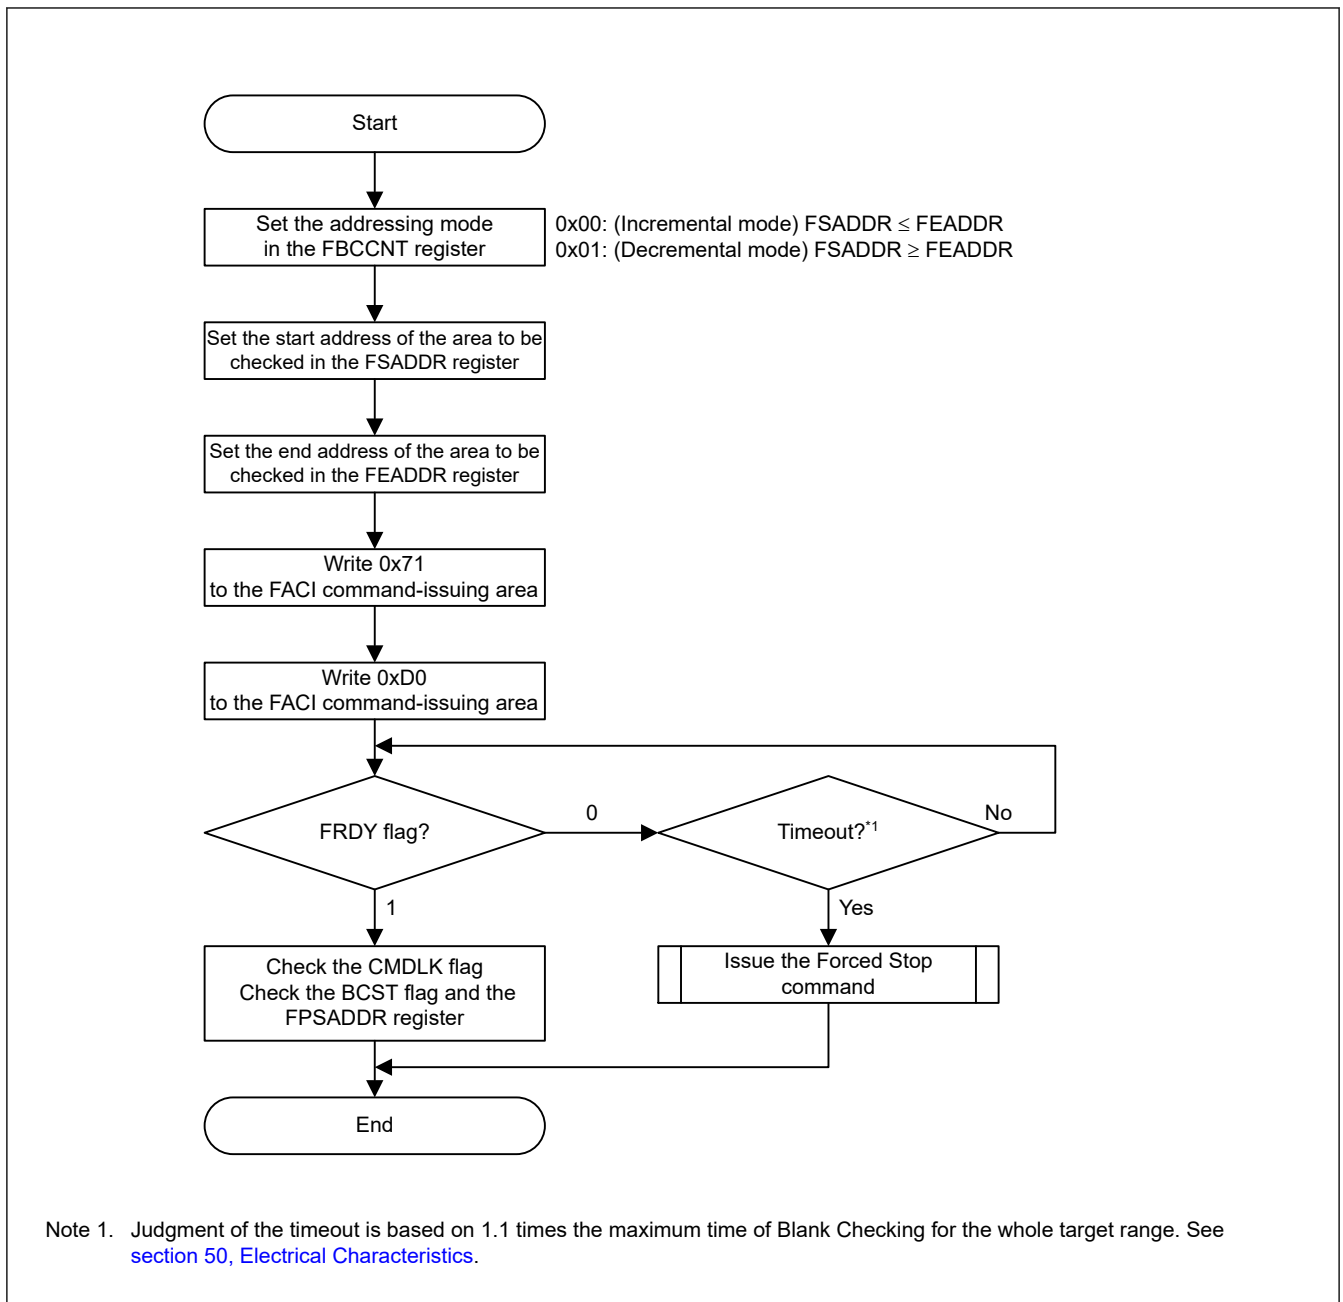 Start
Set the addressing mode
in the FBCCNT register
0x00: (Incremental mode) FSADDR ≤ FEADDR
0x01: (Decremental mode) FSADDR ≥ FEADDR
Set the start address of the area to be
checked in the FSADDR register
Set the end address of the area to be
checked in the FEADDR register
Write 0x71
to the FACI command-issuing area
Write 0xD0
to the FACI command-issuing area
FRDY flag?
0
Timeout?*1
No
1
Yes
Check the CMDLK flag
Check the BCST flag and the
FPSADDR register
Issue the Forced Stop
command
End
Note 1. Judgment of the timeout is based on 1.1 times the maximum time of Blank Checking for the whole target range. See
section 50, Electrical Characteristics.